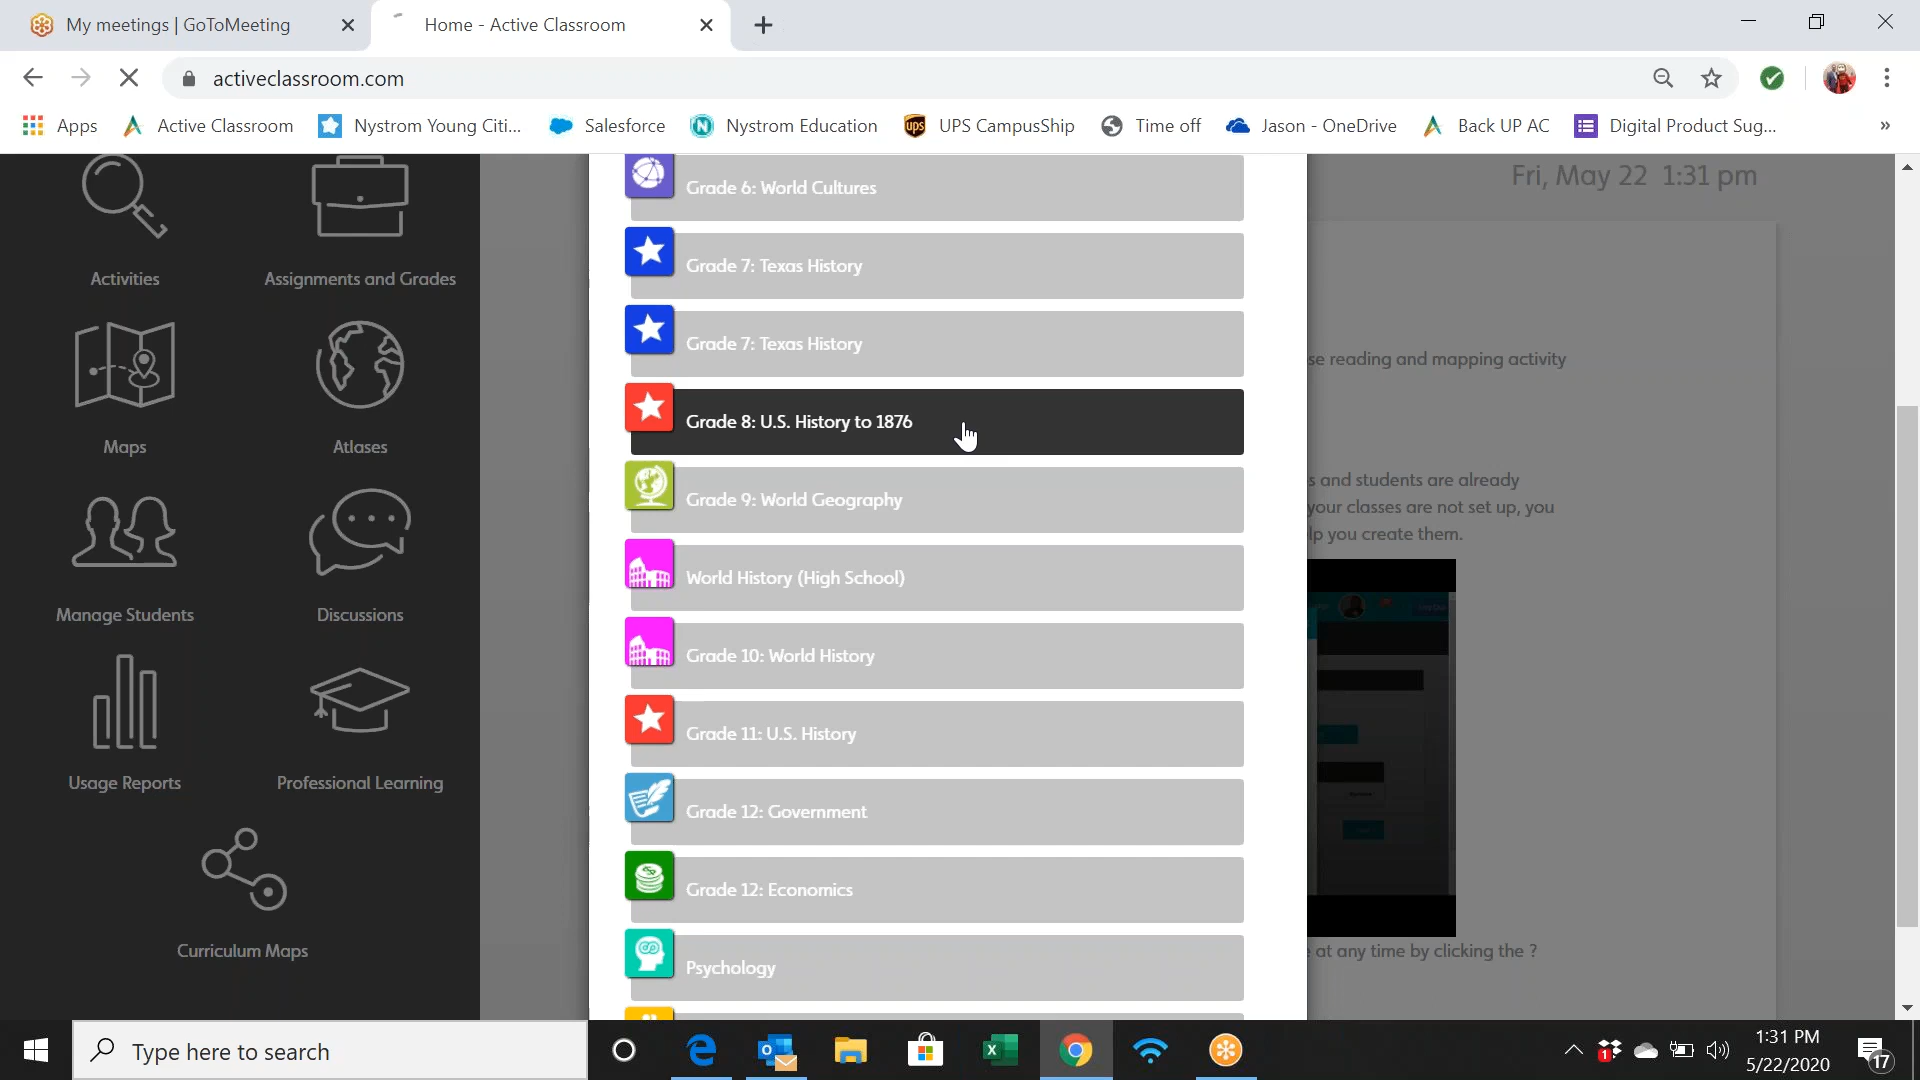 My meetings | GoToMeeting
Home - Active Classroom
activeclassroom.com
Apps
Active Classroom
Nystrom Young Citi...
Salesforce
Nystrom Education
UPS CampusShip
Time off
Jason - OneDrive
Back UP AC
Digital Product Sug...
»
Fri, May 22 1:31 pm
Activities
Assignments and Grades
Maps
Atlases
Manage Students
Discussions
Usage Reports
Professional Learning
Curriculum Maps
Grade 6: World Cultures
Grade 7: Texas History
Grade 7: Texas History
Grade 8: U.S. History to 1876
Grade 9: World Geography
World History (High School)
Grade 10: World History
Grade 11: U.S. History
Grade 12: Government
Grade 12: Economics
Psychology
se reading and mapping activity
s and students are already
your classes are not set up, you
lp you create them.
at any time by clicking the ?
Type here to search
1:31 PM
5/22/2020
17